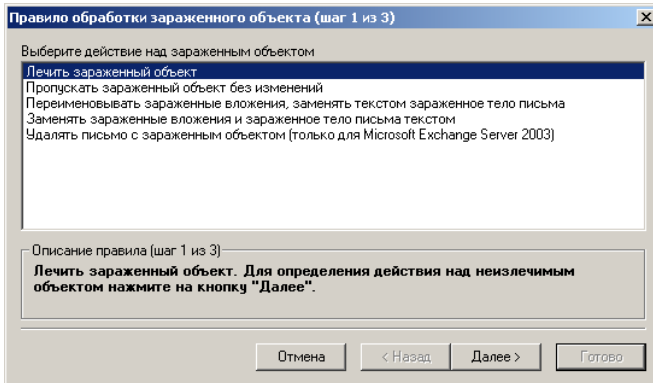 Правило обработки зараженного объекта (шаг 1 из 3)
Выберите действие над зараженным объектом
Лечить зараженный объект
Пропускать зараженный объект без изменений
Переименовывать зараженные вложения, заменять текстом зараженное тело письма
Заменять зараженные вложения и зараженное тело письма текстом
Удалять письмо с зараженным объектом (только для Microsoft Exchange Server 2003)
Описание правила (шаг 1 из 3)
Лечить зараженный объект. Для определения действия над неизлечимым
объектом нажмите на кнопку "Далее".
Отмена < Назад Далее > Готово